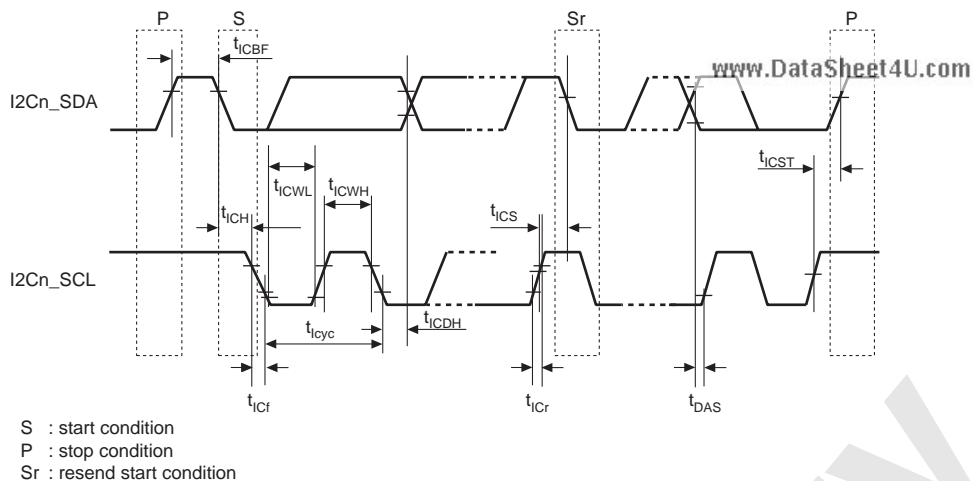 P S Sr P
t_ICBF
www.DataSheet4U.com
I2Cn_SDA
t_ICST
t_ICWL t_ICWH
t_ICH t_ICS
I2Cn_SCL
t_Icyc t_ICDH
t_ICf t_ICr t_DAS
S : start condition
P : stop condition
Sr : resend start condition